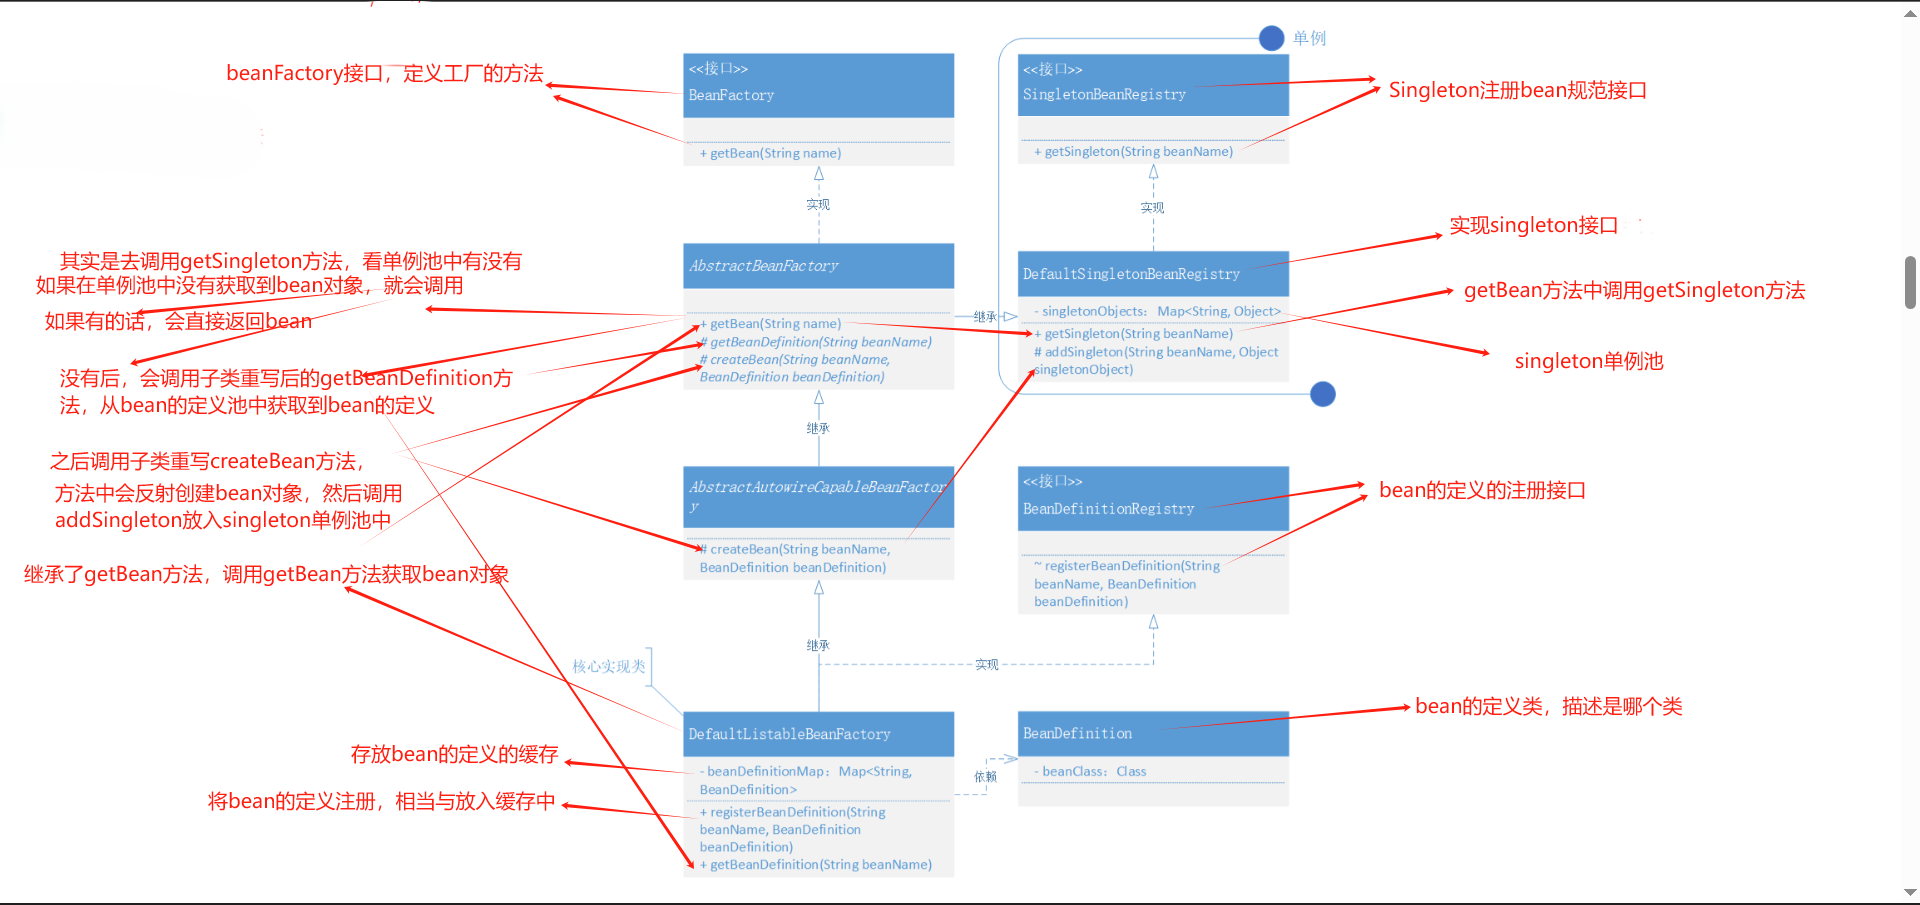 单例
beanFactory接口，定义工厂的方法
<<接口>>
BeanFactory
+ getBean(String name)
<<接口>>
SingletonBeanRegistry
+ getSingleton(String beanName)
Singleton注册bean规范接口
实现
实现
实现singleton接口
其实是去调用getSingleton方法，看单例池中有没有
如果在单例池中没有获取到bean对象，就会调用
如果有的话，会直接返回bean
AbstractBeanFactory
+ getBean(String name)
# getBeanDefinition(String beanName)
# createBean(String beanName,
BeanDefinition beanDefinition)
继承
DefaultSingletonBeanRegistry
- singletonObjects：Map<String, Object>
+ getSingleton(String beanName)
# addSingleton(String beanName, Object
singletonObject)
getBean方法中调用getSingleton方法
singleton单例池
没有后，会调用子类重写后的getBeanDefinition方
法，从bean的定义池中获取到bean的定义
继承
之后调用子类重写createBean方法，
方法中会反射创建bean对象，然后调用
addSingleton放入singleton单例池中
AbstractAutowireCapableBeanFactor
y
# createBean(String beanName,
BeanDefinition beanDefinition)
<<接口>>
BeanDefinitionRegistry
~ registerBeanDefinition(String
beanName, BeanDefinition
beanDefinition)
bean的定义的注册接口
继承了getBean方法，调用getBean方法获取bean对象
继承
实现
核心实现类
DefaultListableBeanFactory
- beanDefinitionMap：Map<String,
BeanDefinition>
+ registerBeanDefinition(String
beanName, BeanDefinition
beanDefinition)
+ getBeanDefinition(String beanName)
存放bean的定义的缓存
将bean的定义注册，相当与放入缓存中
依赖
BeanDefinition
- beanClass：Class
bean的定义类，描述是哪个类